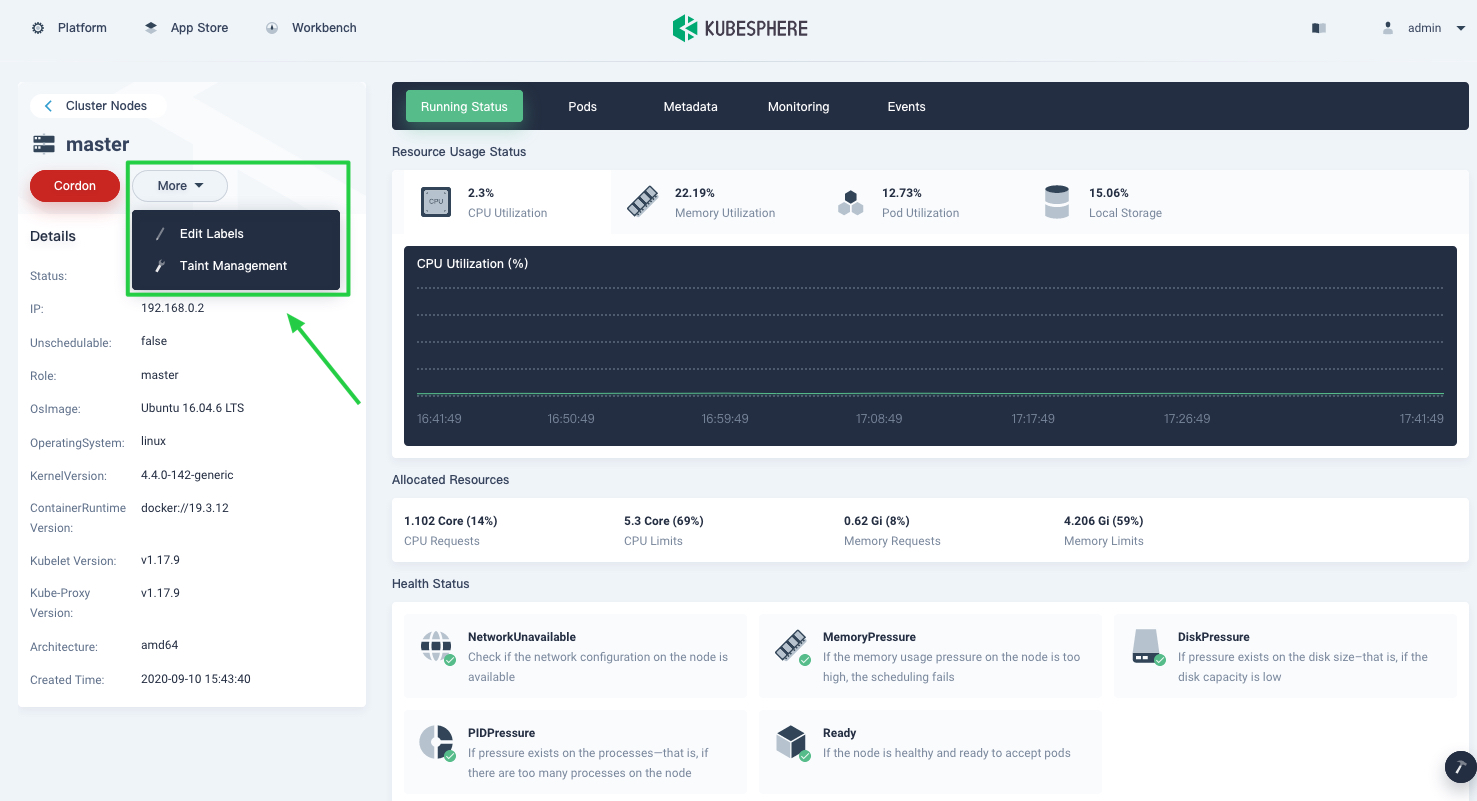 Platform
App Store
Workbench
KUBESPHERE
admin
Cluster Nodes
master
Cordon
More
Edit Labels
Taint Management
Details
Status:
IP:
192.168.0.2
Unschedulable:
false
Role:
master
OsImage:
Ubuntu 16.04.6 LTS
OperatingSystem:
linux
KernelVersion:
4.4.0-142-generic
ContainerRuntime
Version:
docker://19.3.12
Kubelet Version:
v1.17.9
Kube-Proxy
Version:
v1.17.9
Architecture:
amd64
Created Time:
2020-09-10 15:43:40
Running Status
Pods
Metadata
Monitoring
Events
Resource Usage Status
CPU
2.3%
CPU Utilization
22.19%
Memory Utilization
12.73%
Pod Utilization
15.06%
Local Storage
CPU Utilization (%)
16:41:49
16:50:49
16:59:49
17:08:49
17:17:49
17:26:49
17:41:49
Allocated Resources
1.102 Core (14%)
CPU Requests
5.3 Core (69%)
CPU Limits
0.62 Gi (8%)
Memory Requests
4.206 Gi (59%)
Memory Limits
Health Status
NetworkUnavailable
Check if the network configuration on the node is
available
MemoryPressure
If the memory usage pressure on the node is too
high, the scheduling fails
DiskPressure
If pressure exists on the disk size–that is, if the
disk capacity is low
PIDPressure
If pressure exists on the processes—that is, if
there are too many processes on the node
Ready
If the node is healthy and ready to accept pods